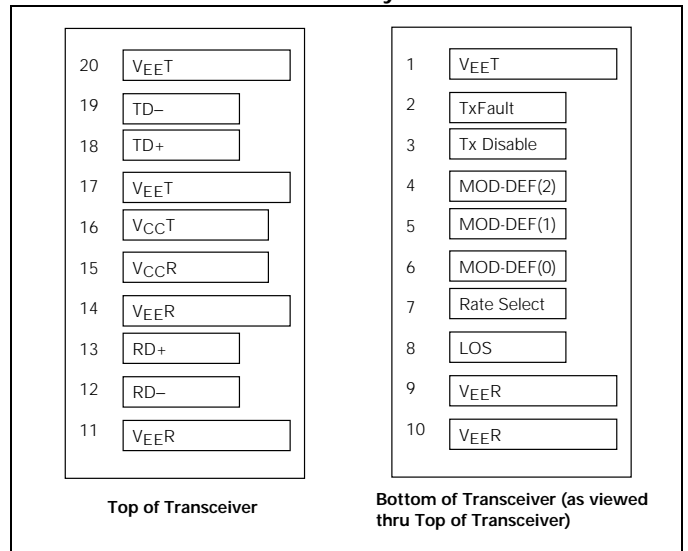 20 VEET
19 TD–
18 TD+
17 VEET
16 VCCT
15 VCCR
14 VEER
13 RD+
12 RD–
11 VEER
Top of Transceiver
1 VEET
2 TxFault
3 Tx Disable
4 MOD-DEF(2)
5 MOD-DEF(1)
6 MOD-DEF(0)
7 Rate Select
8 LOS
9 VEER
10 VEER
Bottom of Transceiver (as viewed
thru Top of Transceiver)